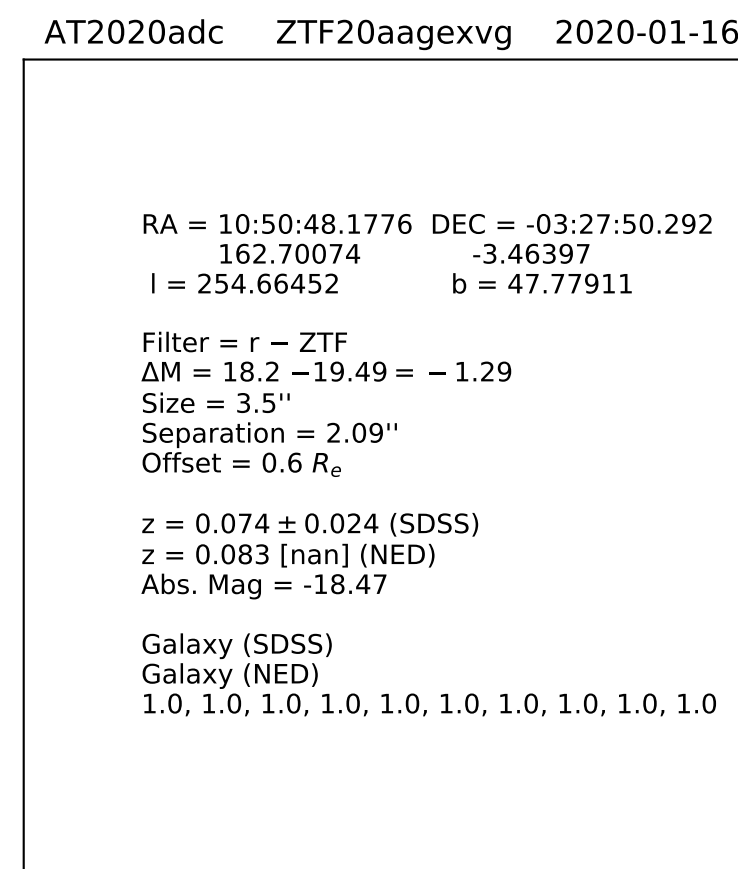 AT2020adc ZTF20aagexvg 2020-01-16
RA = 10:50:48.1776 DEC = -03:27:50.292
162.70074 -3.46397
l = 254.66452 b = 47.77911
Filter = r − ZTF
ΔM = 18.2 −19.49 = − 1.29
Size = 3.5''
Separation = 2.09''
Offset = 0.6 Rₑ
z = 0.074 ± 0.024 (SDSS)
z = 0.083 [nan] (NED)
Abs. Mag = -18.47
Galaxy (SDSS)
Galaxy (NED)
1.0, 1.0, 1.0, 1.0, 1.0, 1.0, 1.0, 1.0, 1.0, 1.0